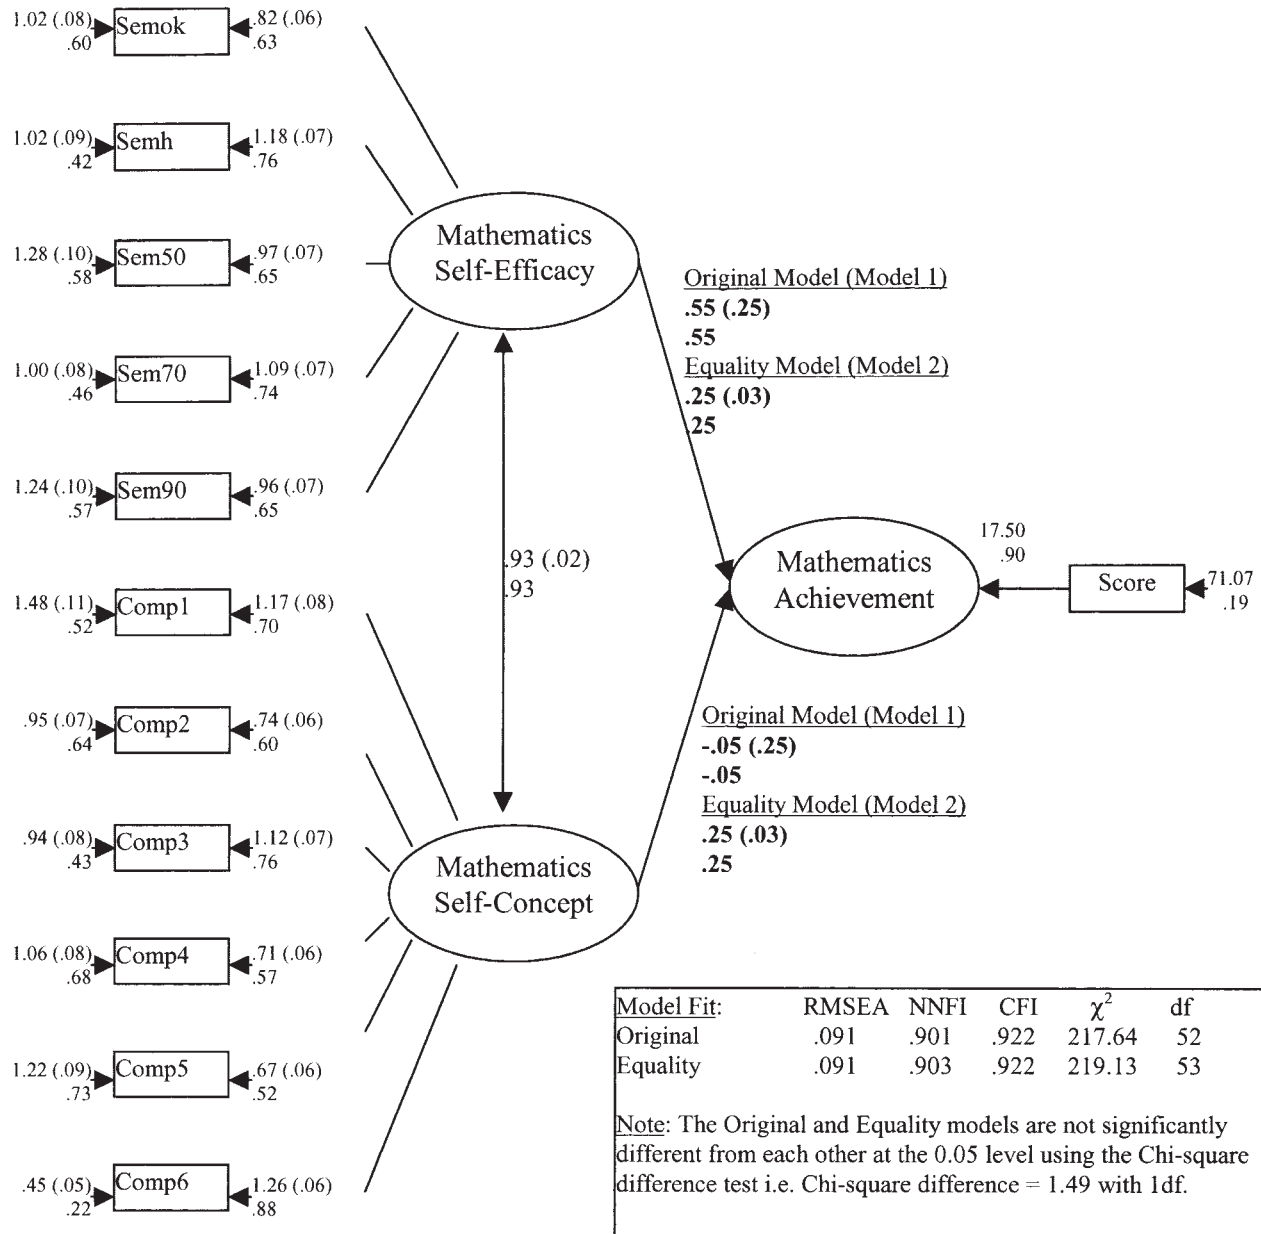 1.02 (.08) Semok .82 (.06)
.60 .63
1.02 (.09) Semh 1.18 (.07)
.42 .76
1.28 (.10) Sem50 .97 (.07)
.58 .65
1.00 (.08) Sem70 1.09 (.07)
.46 .74
1.24 (.10) Sem90 .96 (.07)
.57 .65
1.48 (.11) Comp1 1.17 (.08)
.52 .70
.95 (.07) Comp2 .74 (.06)
.64 .60
.94 (.08) Comp3 1.12 (.07)
.43 .76
1.06 (.08) Comp4 .71 (.06)
.68 .57
1.22 (.09) Comp5 .67 (.06)
.73 .52
.45 (.05) Comp6 1.26 (.06)
.22 .88
Mathematics
Self-Efficacy
.93 (.02)
.93
Mathematics
Self-Concept
Original Model (Model 1)
.55 (.25)
.55
Equality Model (Model 2)
.25 (.03)
.25
Mathematics
Achievement
17.50
.90
Score
71.07
.19
Original Model (Model 1)
-.05 (.25)
-.05
Equality Model (Model 2)
.25 (.03)
.25
Model Fit: RMSEA NNFI CFI χ² df
Original .091 .901 .922 217.64 52
Equality .091 .903 .922 219.13 53
Note: The Original and Equality models are not significantly
different from each other at the 0.05 level using the Chi-square
difference test i.e. Chi-square difference = 1.49 with 1df.